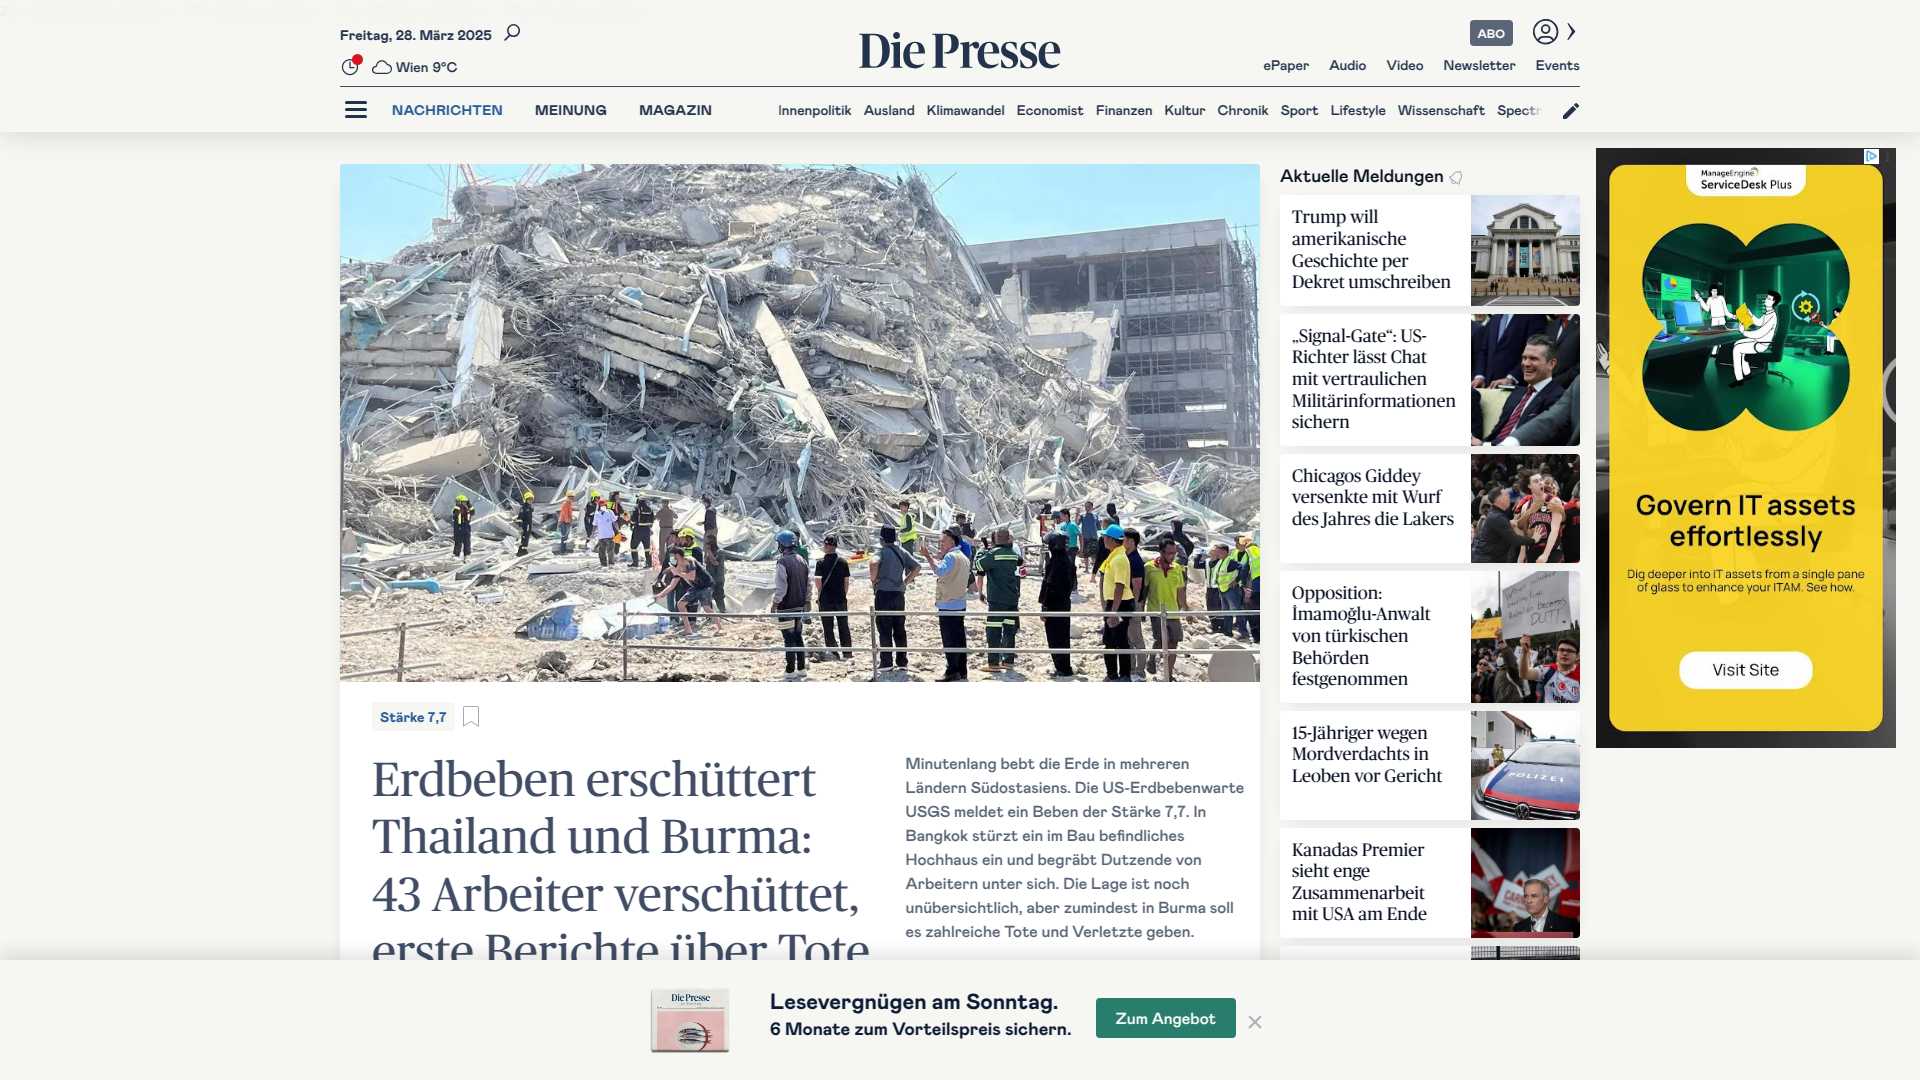 Freitag, 28. März 2025
Wien 9°C
Die Presse
ABO
ePaper Audio Video Newsletter Events
NACHRICHTEN MEINUNG MAGAZIN
Innenpolitik Ausland Klimawandel Economist Finanzen Kultur Chronik Sport Lifestyle Wissenschaft Spectr
Stärke 7,7
Erdbeben erschüttert
Thailand und Burma:
43 Arbeiter verschüttet,
erste Berichte über Tote
Minutenlang bebt die Erde in mehreren
Ländern Südostasiens. Die US-Erdbebenwarte
USGS meldet ein Beben der Stärke 7,7. In
Bangkok stürzt ein im Bau befindliches
Hochhaus ein und begräbt Dutzende von
Arbeitern unter sich. Die Lage ist noch
unübersichtlich, aber zumindest in Burma soll
es zahlreiche Tote und Verletzte geben.
Aktuelle Meldungen
Trump will
amerikanische
Geschichte per
Dekret umschreiben
„Signal-Gate“: US-
Richter lässt Chat
mit vertraulichen
Militärinformationen
sichern
Chicagos Giddey
versenkte mit Wurf
des Jahres die Lakers
Opposition:
İmamoğlu-Anwalt
von türkischen
Behörden
festgenommen
15-Jähriger wegen
Mordverdachts in
Leoben vor Gericht
POLIZEI
Kanadas Premier
sieht enge
Zusammenarbeit
mit USA am Ende
ManageEngine
ServiceDesk Plus
Govern IT assets
effortlessly
Dig deeper into IT assets from a single pane
of glass to enhance your ITAM. See how.
Visit Site
Die Presse
Lesevergnügen am Sonntag.
6 Monate zum Vorteilspreis sichern.
Zum Angebot